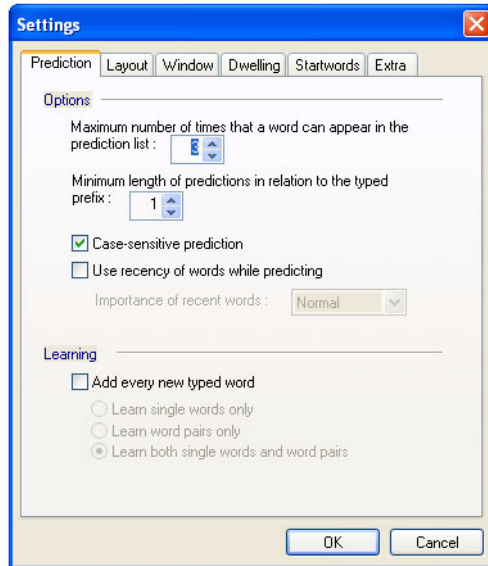 Settings
Prediction Layout Window Dwelling Startwords Extra
Options
Maximum number of times that a word can appear in the
prediction list : 3
Minimum length of predictions in relation to the typed
prefix : 1
Case-sensitive prediction
Use recency of words while predicting
Importance of recent words : Normal
Learning
Add every new typed word
Learn single words only
Learn word pairs only
Learn both single words and word pairs
OK Cancel